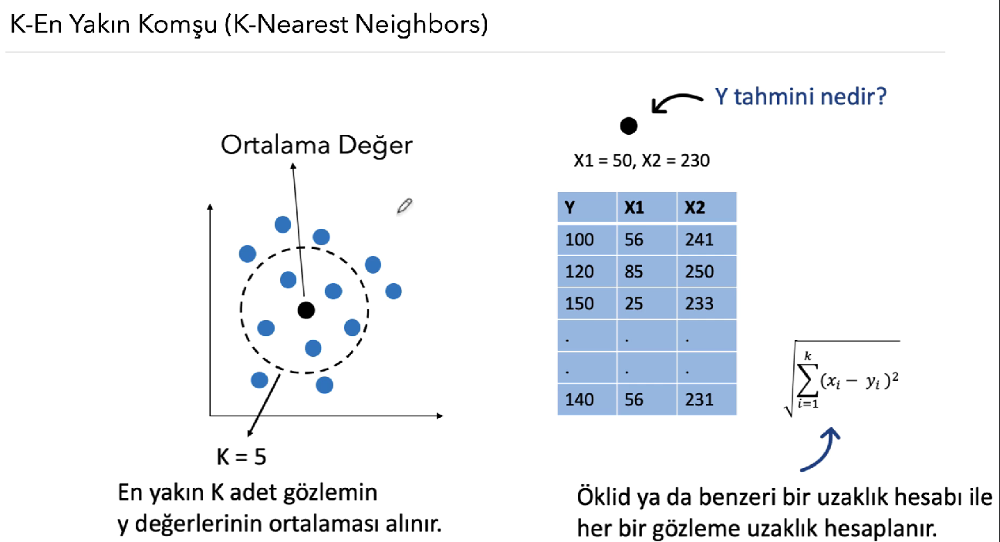 K-En Yakın Komşu (K-Nearest Neighbors)
Ortalama Değer
K = 5
En yakın K adet gözlemin
y değerlerinin ortalaması alınır.
Y tahmini nedir?
X1 = 50, X2 = 230
Y X1 X2
100 56 241
120 85 250
150 25 233
. . .
. . .
140 56 231
√∑_{i=1}^{k}(x_i − y_i)²
Öklid ya da benzeri bir uzaklık hesabı ile
her bir gözleme uzaklık hesaplanır.